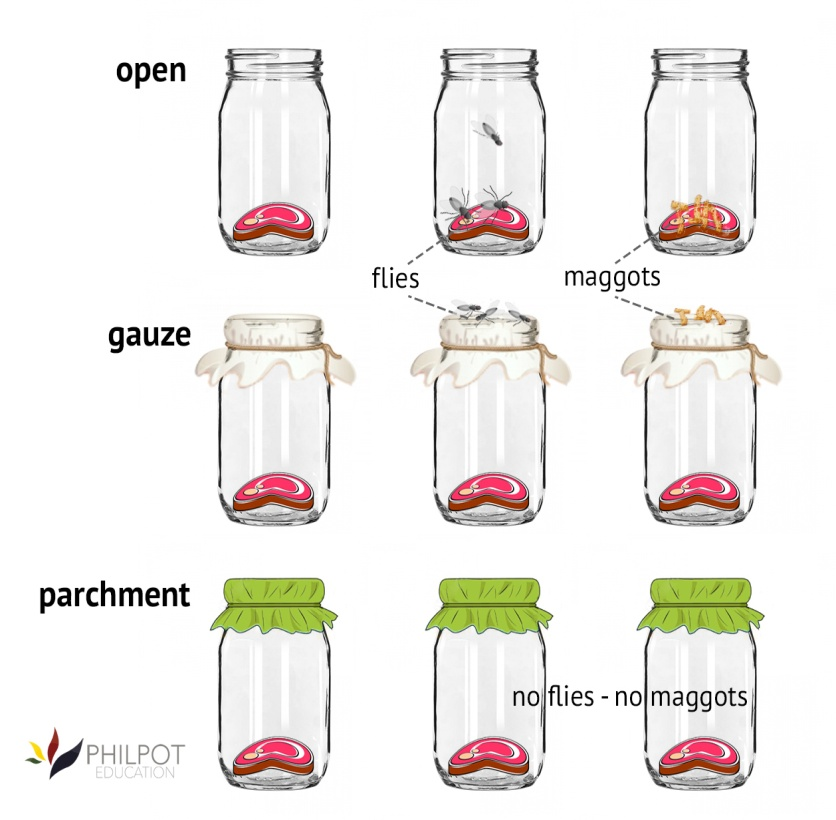 open
flies
maggots
gauze
parchment
no flies - no maggots
PHILPOT
EDUCATION